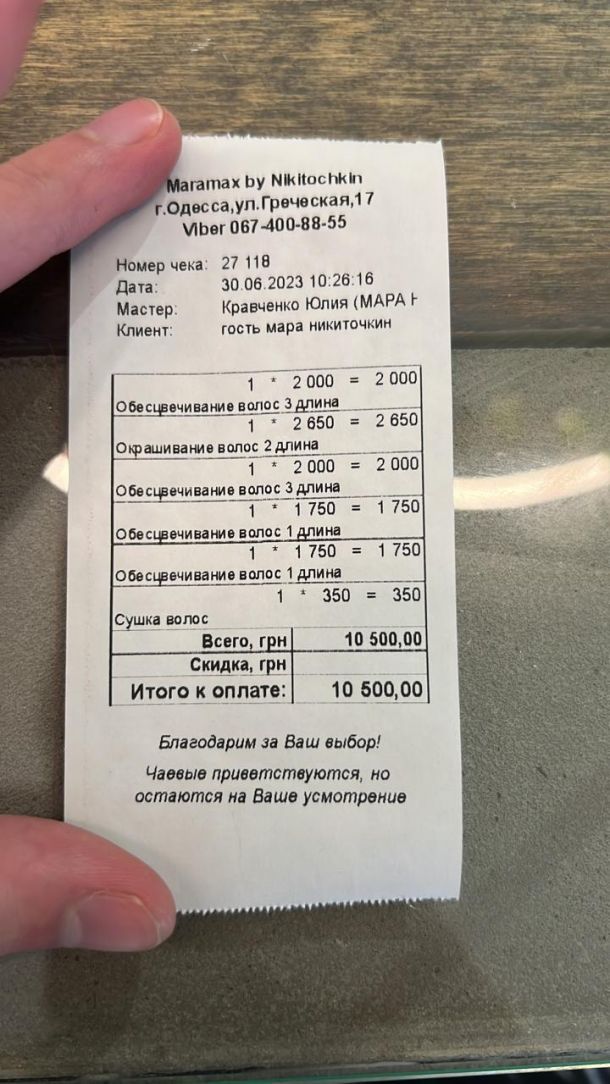 Maramax by Nikitochkin
г.Одесса,ул.Греческая,17
Viber 067-400-88-55
Номер чека: 27 118
Дата: 30.06.2023 10:26:16
Мастер: Кравченко Юлия (МАРА Н
Клиент: гость мара никиточкин
1 * 2 000 = 2 000
Обесцвечивание волос 3 длина
1 * 2 650 = 2 650
Окрашивание волос 2 длина
1 * 2 000 = 2 000
Обесцвечивание волос 3 длина
1 * 1 750 = 1 750
Обесцвечивание волос 1 длина
1 * 1 750 = 1 750
Обесцвечивание волос 1 длина
1 * 350 = 350
Сушка волос
Всего, грн 10 500,00
Скидка, грн
Итого к оплате: 10 500,00
Благодарим за Ваш выбор!
Чаевые приветствуются, но
остаются на Ваше усмотрение